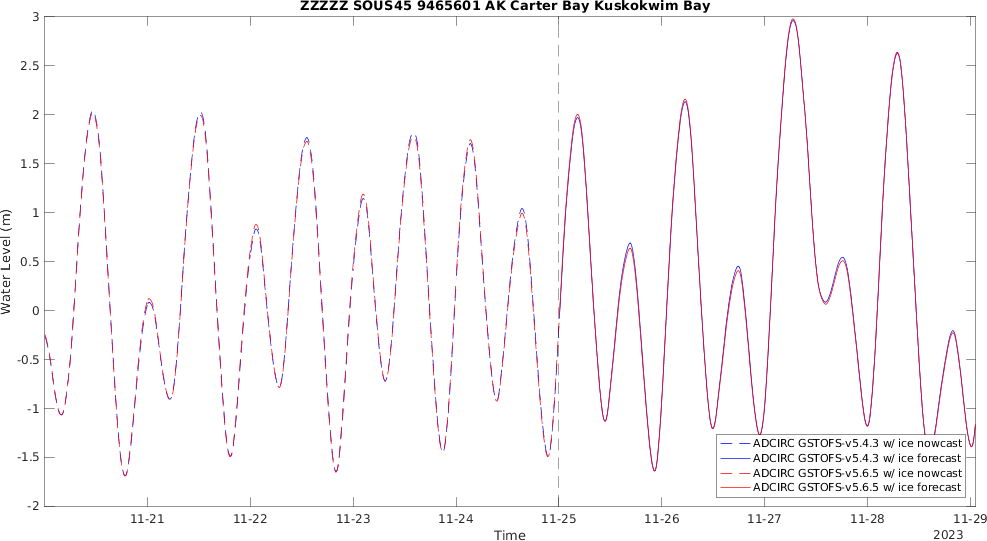 ZZZZZ SOUS45 9465601 AK Carter Bay Kuskokwim Bay
3
2.5
2
1.5
1
0.5
0
-0.5
-1
-1.5
-2
Water Level (m)
ADCIRC GSTOFS-v5.4.3 w/ ice nowcast
ADCIRC GSTOFS-v5.4.3 w/ ice forecast
ADCIRC GSTOFS-v5.6.5 w/ ice nowcast
ADCIRC GSTOFS-v5.6.5 w/ ice forecast
11-21 11-22 11-23 11-24 11-25 11-26 11-27 11-28 11-29
Time
2023